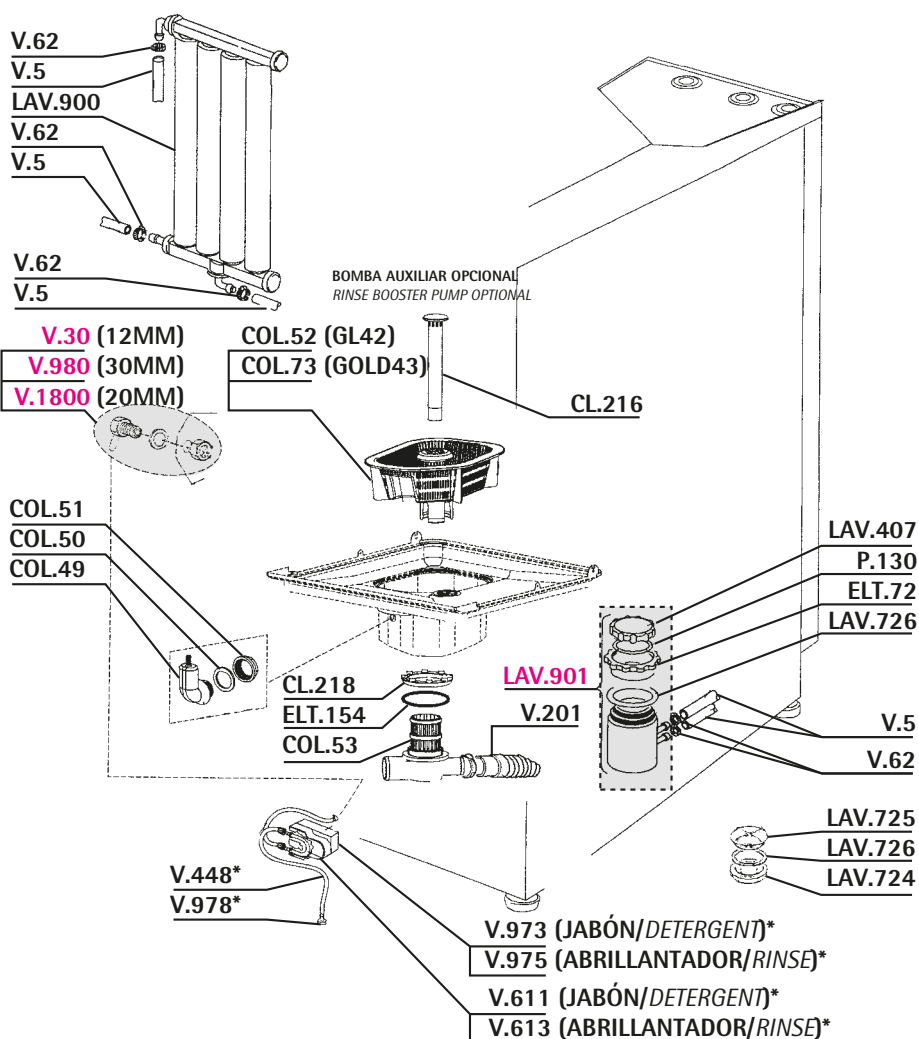 V.62
V.5
LAV.900
V.62
V.5
V.62
V.5
BOMBA AUXILIAR OPCIONAL
RINSE BOOSTER PUMP OPTIONAL
V.30 (12MM)
V.980 (30MM)
V.1800 (20MM)
COL.52 (GL42)
COL.73 (GOLD43)
CL.216
COL.51
COL.50
COL.49
LAV.407
P.130
ELT.72
LAV.726
LAV.901
CL.218
ELT.154
COL.53
V.201
V.5
V.62
LAV.725
LAV.726
LAV.724
V.448*
V.978*
V.973 (JABÓN/DETERGENT)*
V.975 (ABRILLANTADOR/RINSE)*
V.611 (JABÓN/DETERGENT)*
V.613 (ABRILLANTADOR/RINSE)*